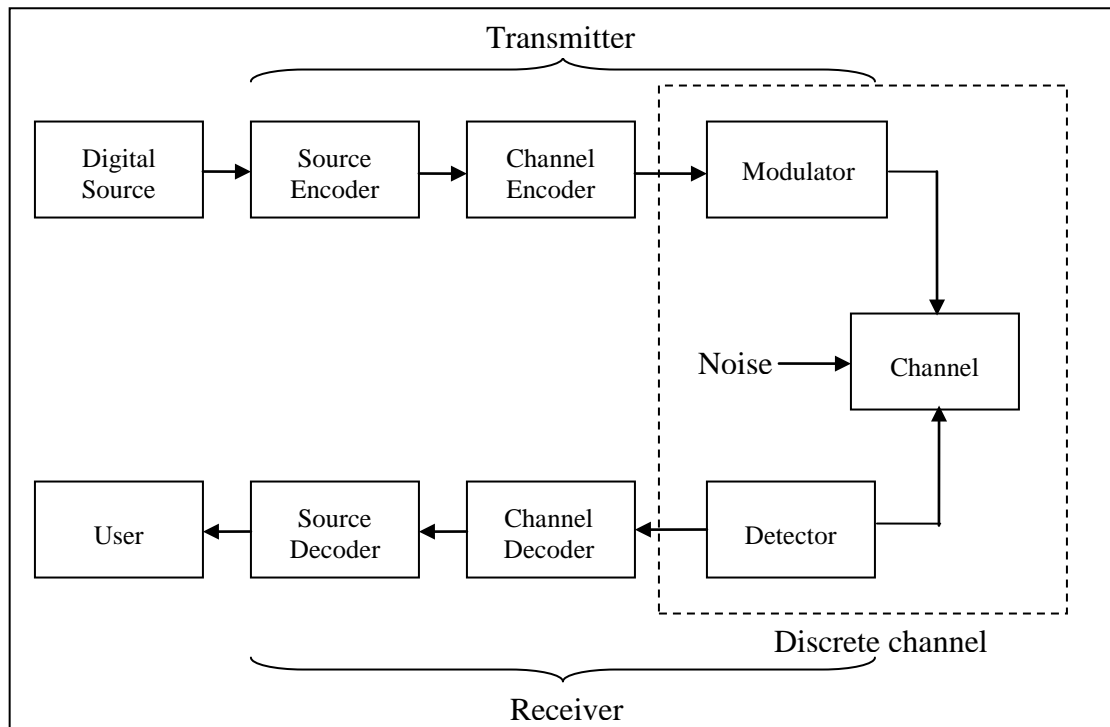 Transmitter
Digital
Source
Source
Encoder
Channel
Encoder
Modulator
Noise
Channel
User
Source
Decoder
Channel
Decoder
Detector
Discrete channel
Receiver